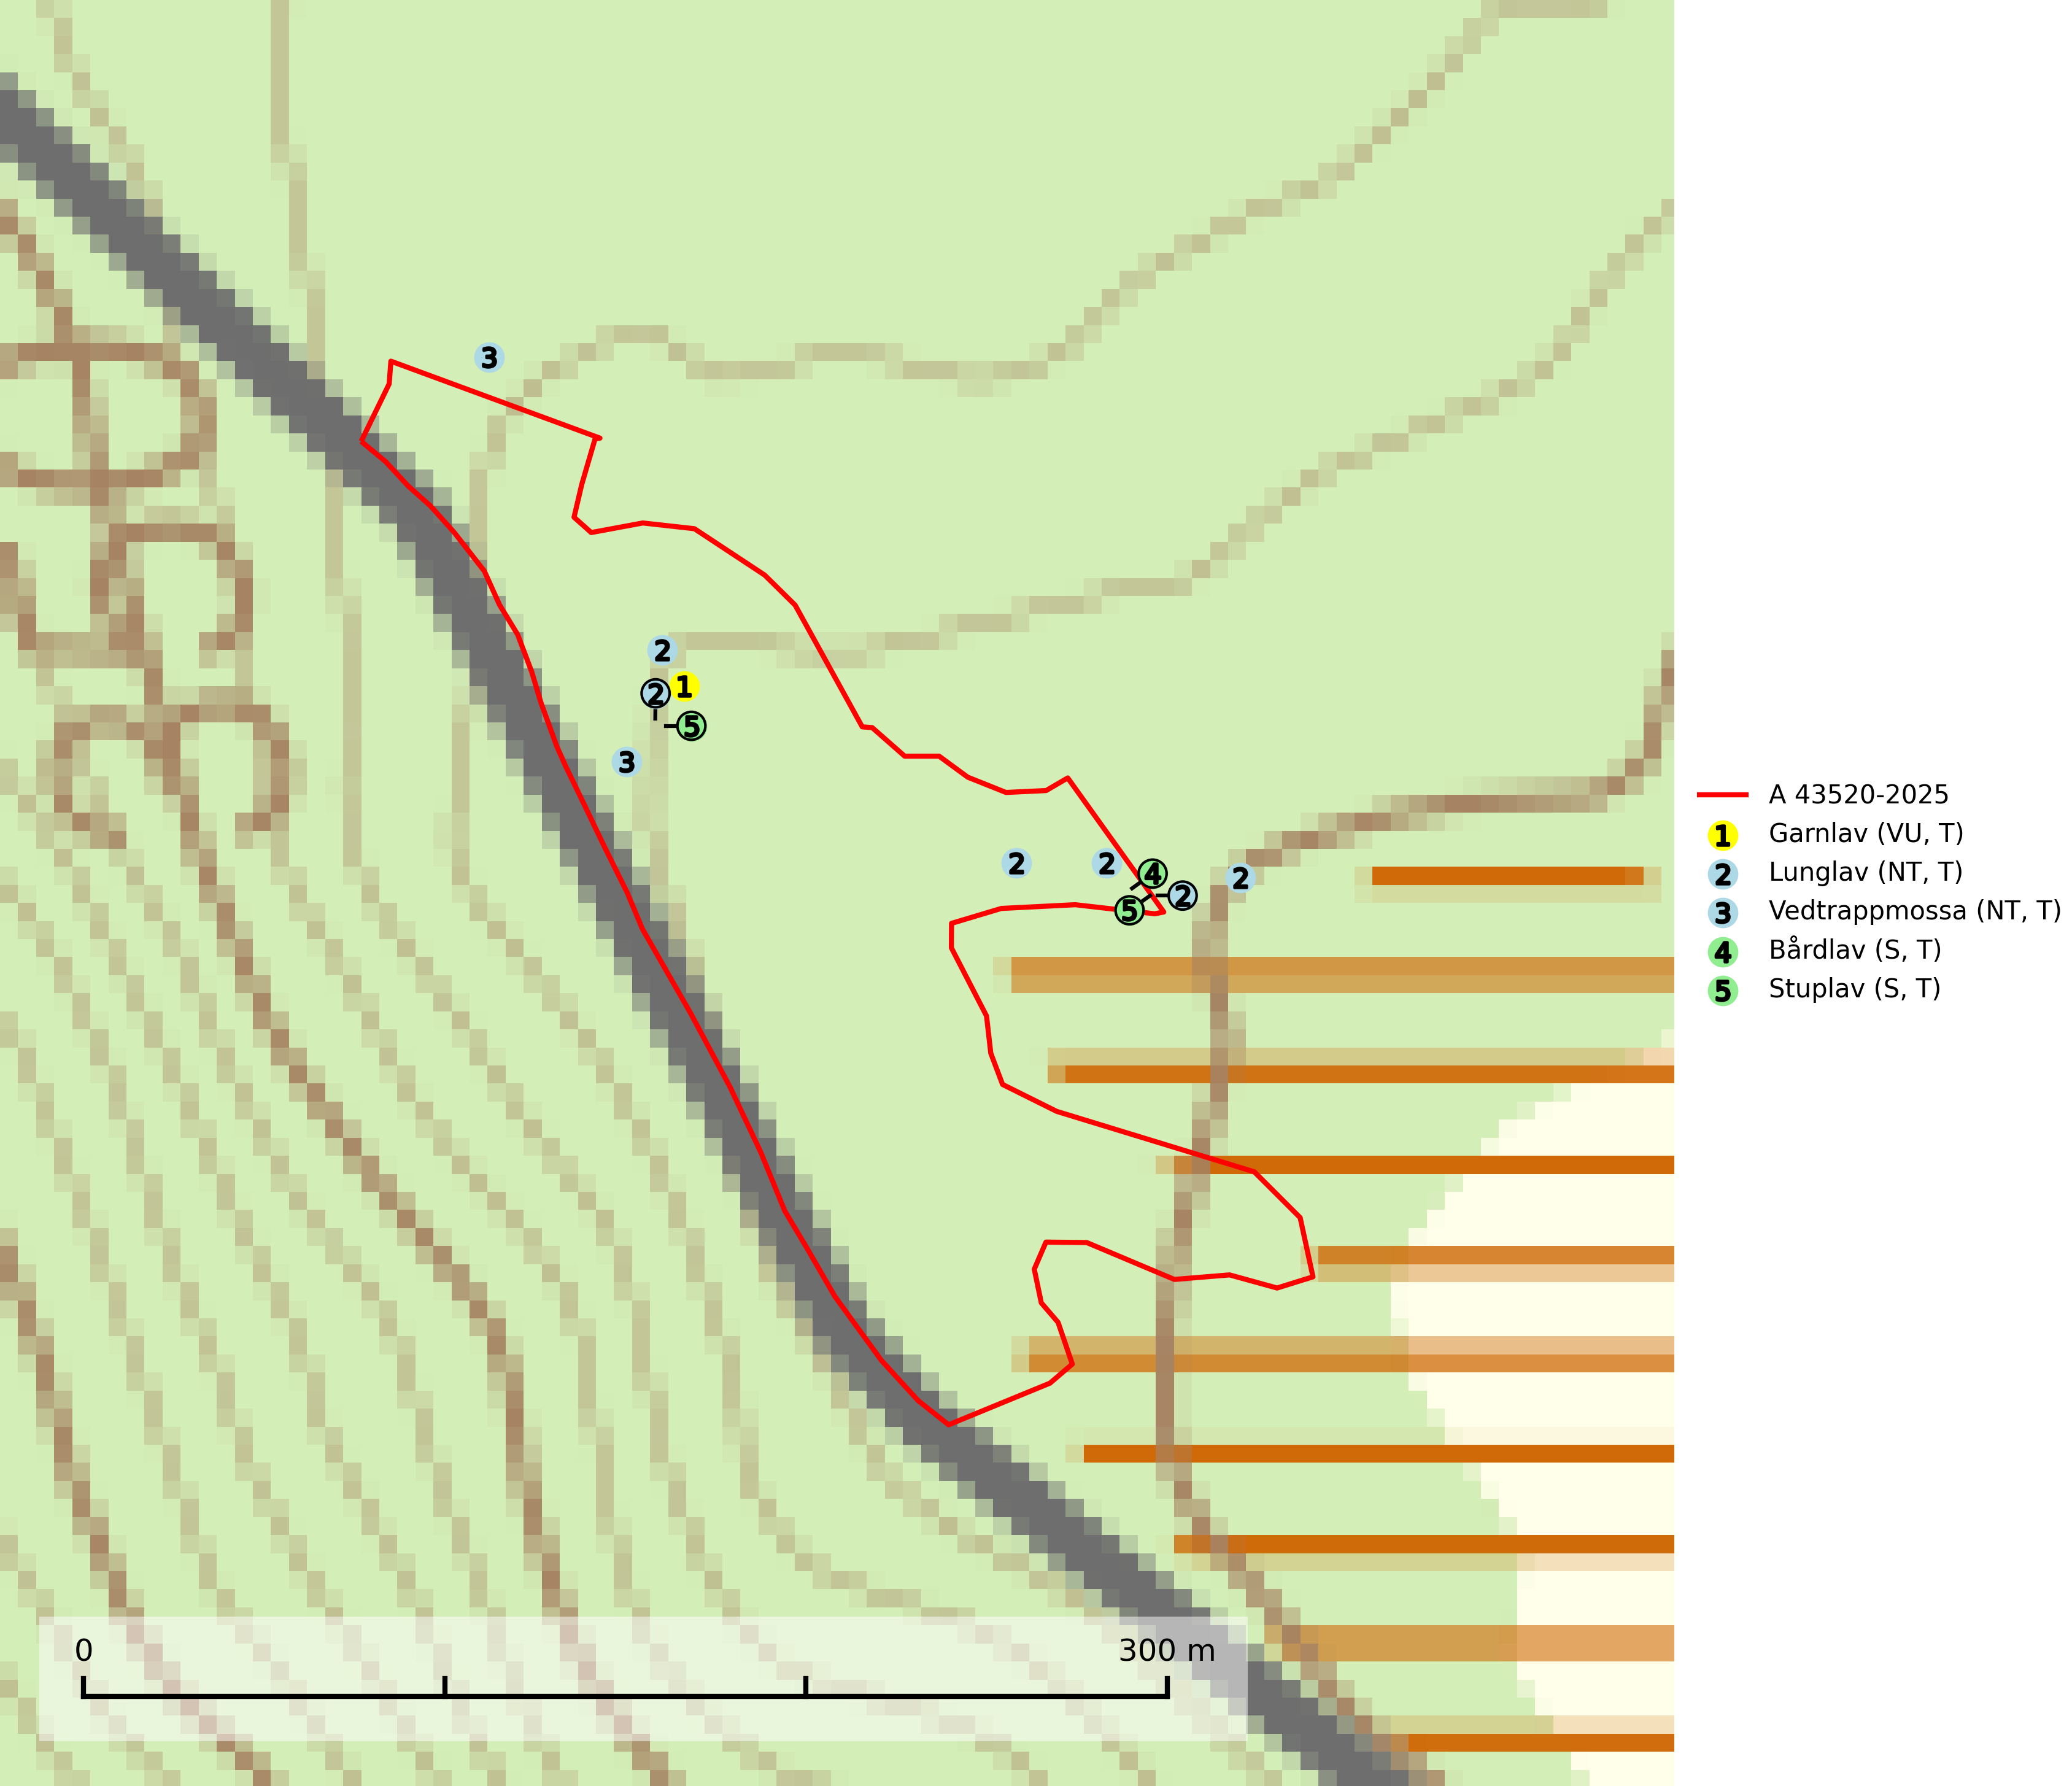 3
2
2
1
5
3
2
2
4
2
2
5
A 43520-2025
1 Garnlav (VU, T)
2 Lunglav (NT, T)
3 Vedtrappmossa (NT, T)
4 Bårdlav (S, T)
5 Stuplav (S, T)
0 300 m